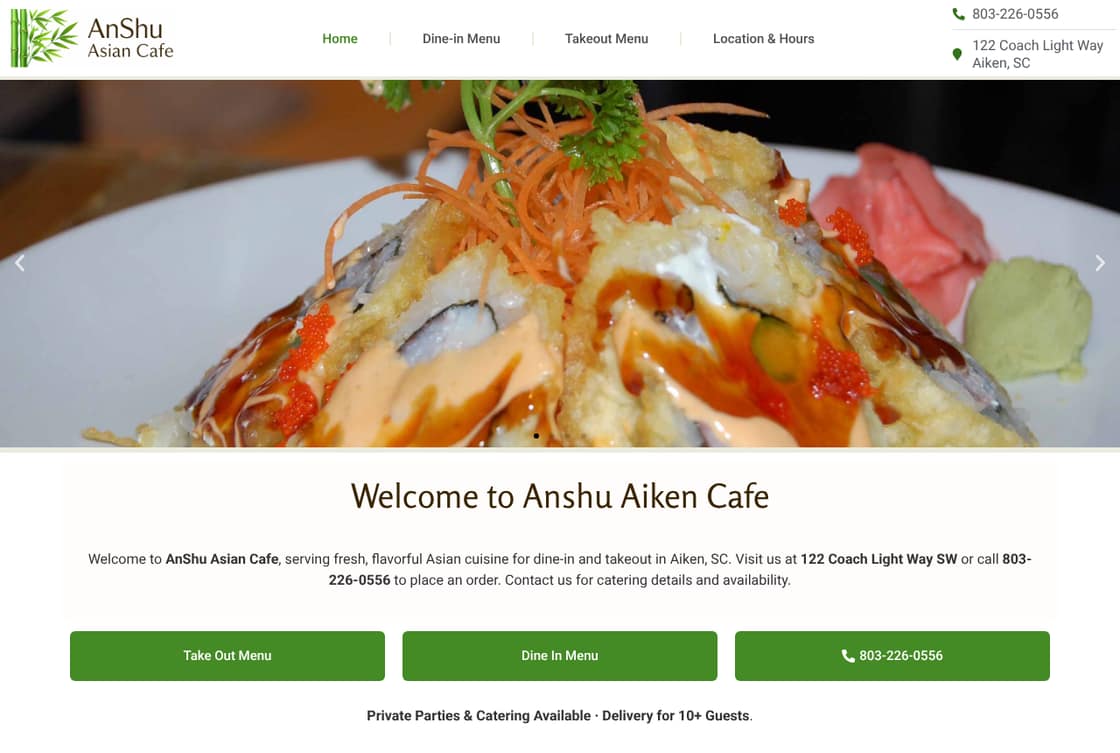 AnShu
Asian Cafe
Home
Dine-in Menu
Takeout Menu
Location & Hours
803-226-0556
122 Coach Light Way
Aiken, SC
Welcome to Anshu Aiken Cafe
Welcome to AnShu Asian Cafe, serving fresh, flavorful Asian cuisine for dine-in and takeout in Aiken, SC. Visit us at 122 Coach Light Way SW or call 803-
226-0556 to place an order. Contact us for catering details and availability.
Take Out Menu
Dine In Menu
803-226-0556
Private Parties & Catering Available · Delivery for 10+ Guests.